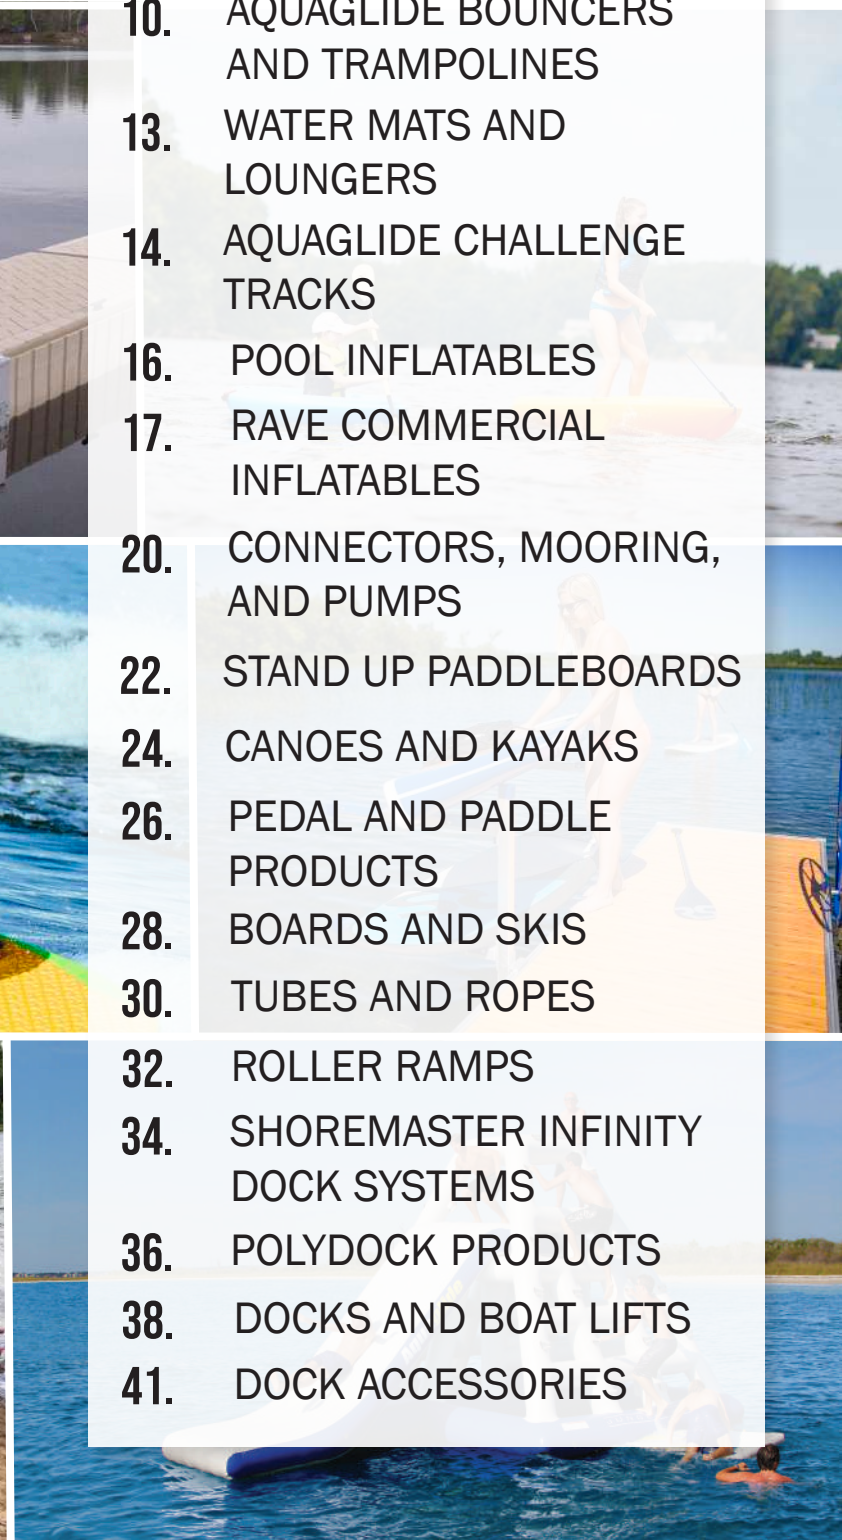 10. AQUAGLIDE BOUNCERS
AND TRAMPOLINES
13. WATER MATS AND
LOUNGERS
14. AQUAGLIDE CHALLENGE
TRACKS
16. POOL INFLATABLES
17. RAVE COMMERCIAL
INFLATABLES
20. CONNECTORS, MOORING,
AND PUMPS
22. STAND UP PADDLEBOARDS
24. CANOES AND KAYAKS
26. PEDAL AND PADDLE
PRODUCTS
28. BOARDS AND SKIS
30. TUBES AND ROPES
32. ROLLER RAMPS
34. SHOREMASTER INFINITY
DOCK SYSTEMS
36. POLYDOCK PRODUCTS
38. DOCKS AND BOAT LIFTS
41. DOCK ACCESSORIES